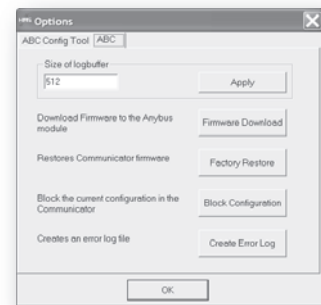 Options
ABC Config Tool
ABC
Size of logbuffer
512
Apply
Download Firmware to the Anybus
module
Firmware Download
Restores Communicator firmware
Factory Restore
Block the current configuration in the
Communicator
Block Configuration
Creates an error log file
Create Error Log
OK